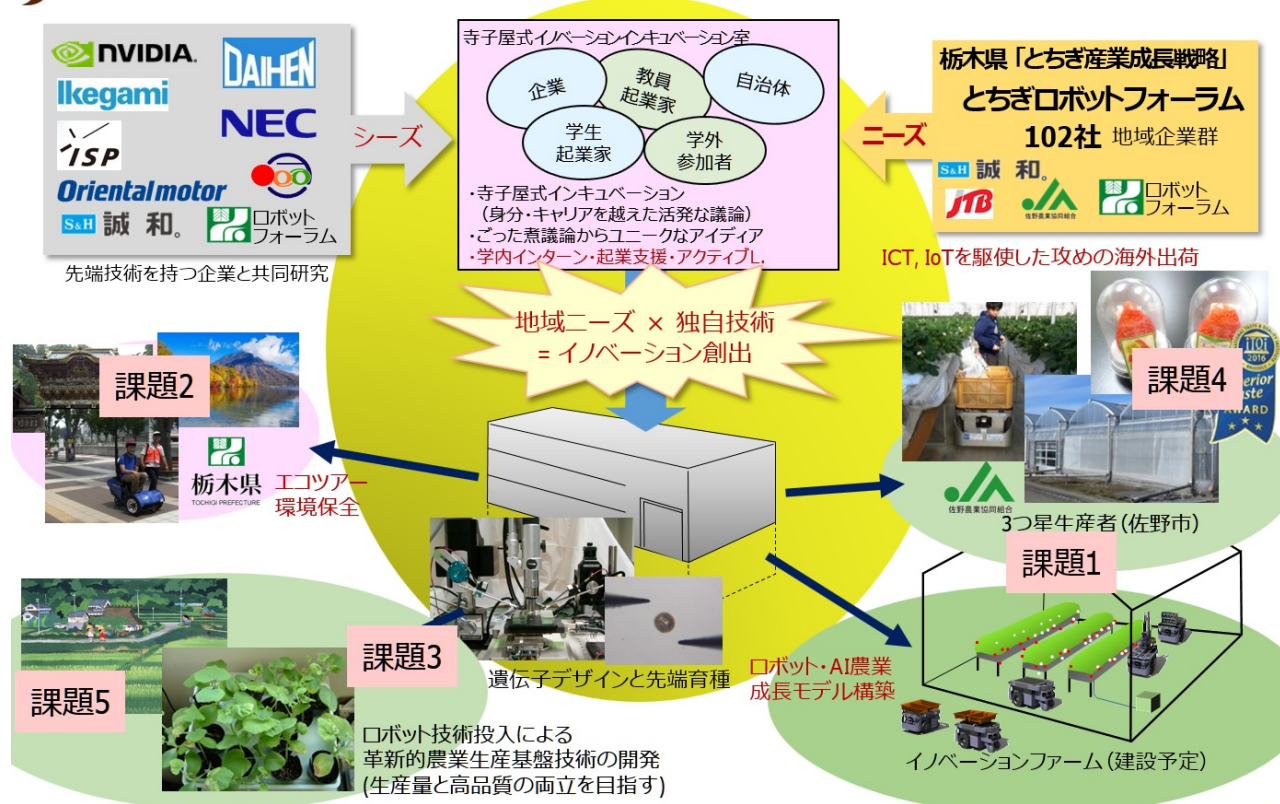 NVIDIA.
DAIHEN
Ikegami
NEC
ISP
Orientalmotor
S&H 誠 和。
ロボット
フォーラム
先端技術を持つ企業と共同研究
シーズ
寺子屋式イノベーションインキュベーション室
企業
教員
起業家
自治体
学生
起業家
学外
参加者
・寺子屋式インキュベーション
（身分・キャリアを越えた活発な議論）
・ごった煮議論からユニークなアイディア
・学内インターン・起業支援・アクティブL.
ニーズ
栃木県「とちぎ産業成長戦略」
とちぎロボットフォーラム
102社 地域企業群
S&H 誠 和。
JTB
JA
佐野農業協同組合
ロボット
フォーラム
ICT, IoTを駆使した攻めの海外出荷
地域ニーズ × 独自技術
= イノベーション創出
課題2
栃木県
TOCHIGI PREFECTURE
エコツアー
環境保全
課題4
iTQi
2016
Superior
Taste
AWARD
JA
佐野農業協同組合
3つ星生産者（佐野市）
課題1
ロボット・AI農業
成長モデル構築
イノベーションファーム（建設予定）
課題3
遺伝子デザインと先端育種
課題5
ロボット技術投入による
革新的農業生産基盤技術の開発
(生産量と高品質の両立を目指す)